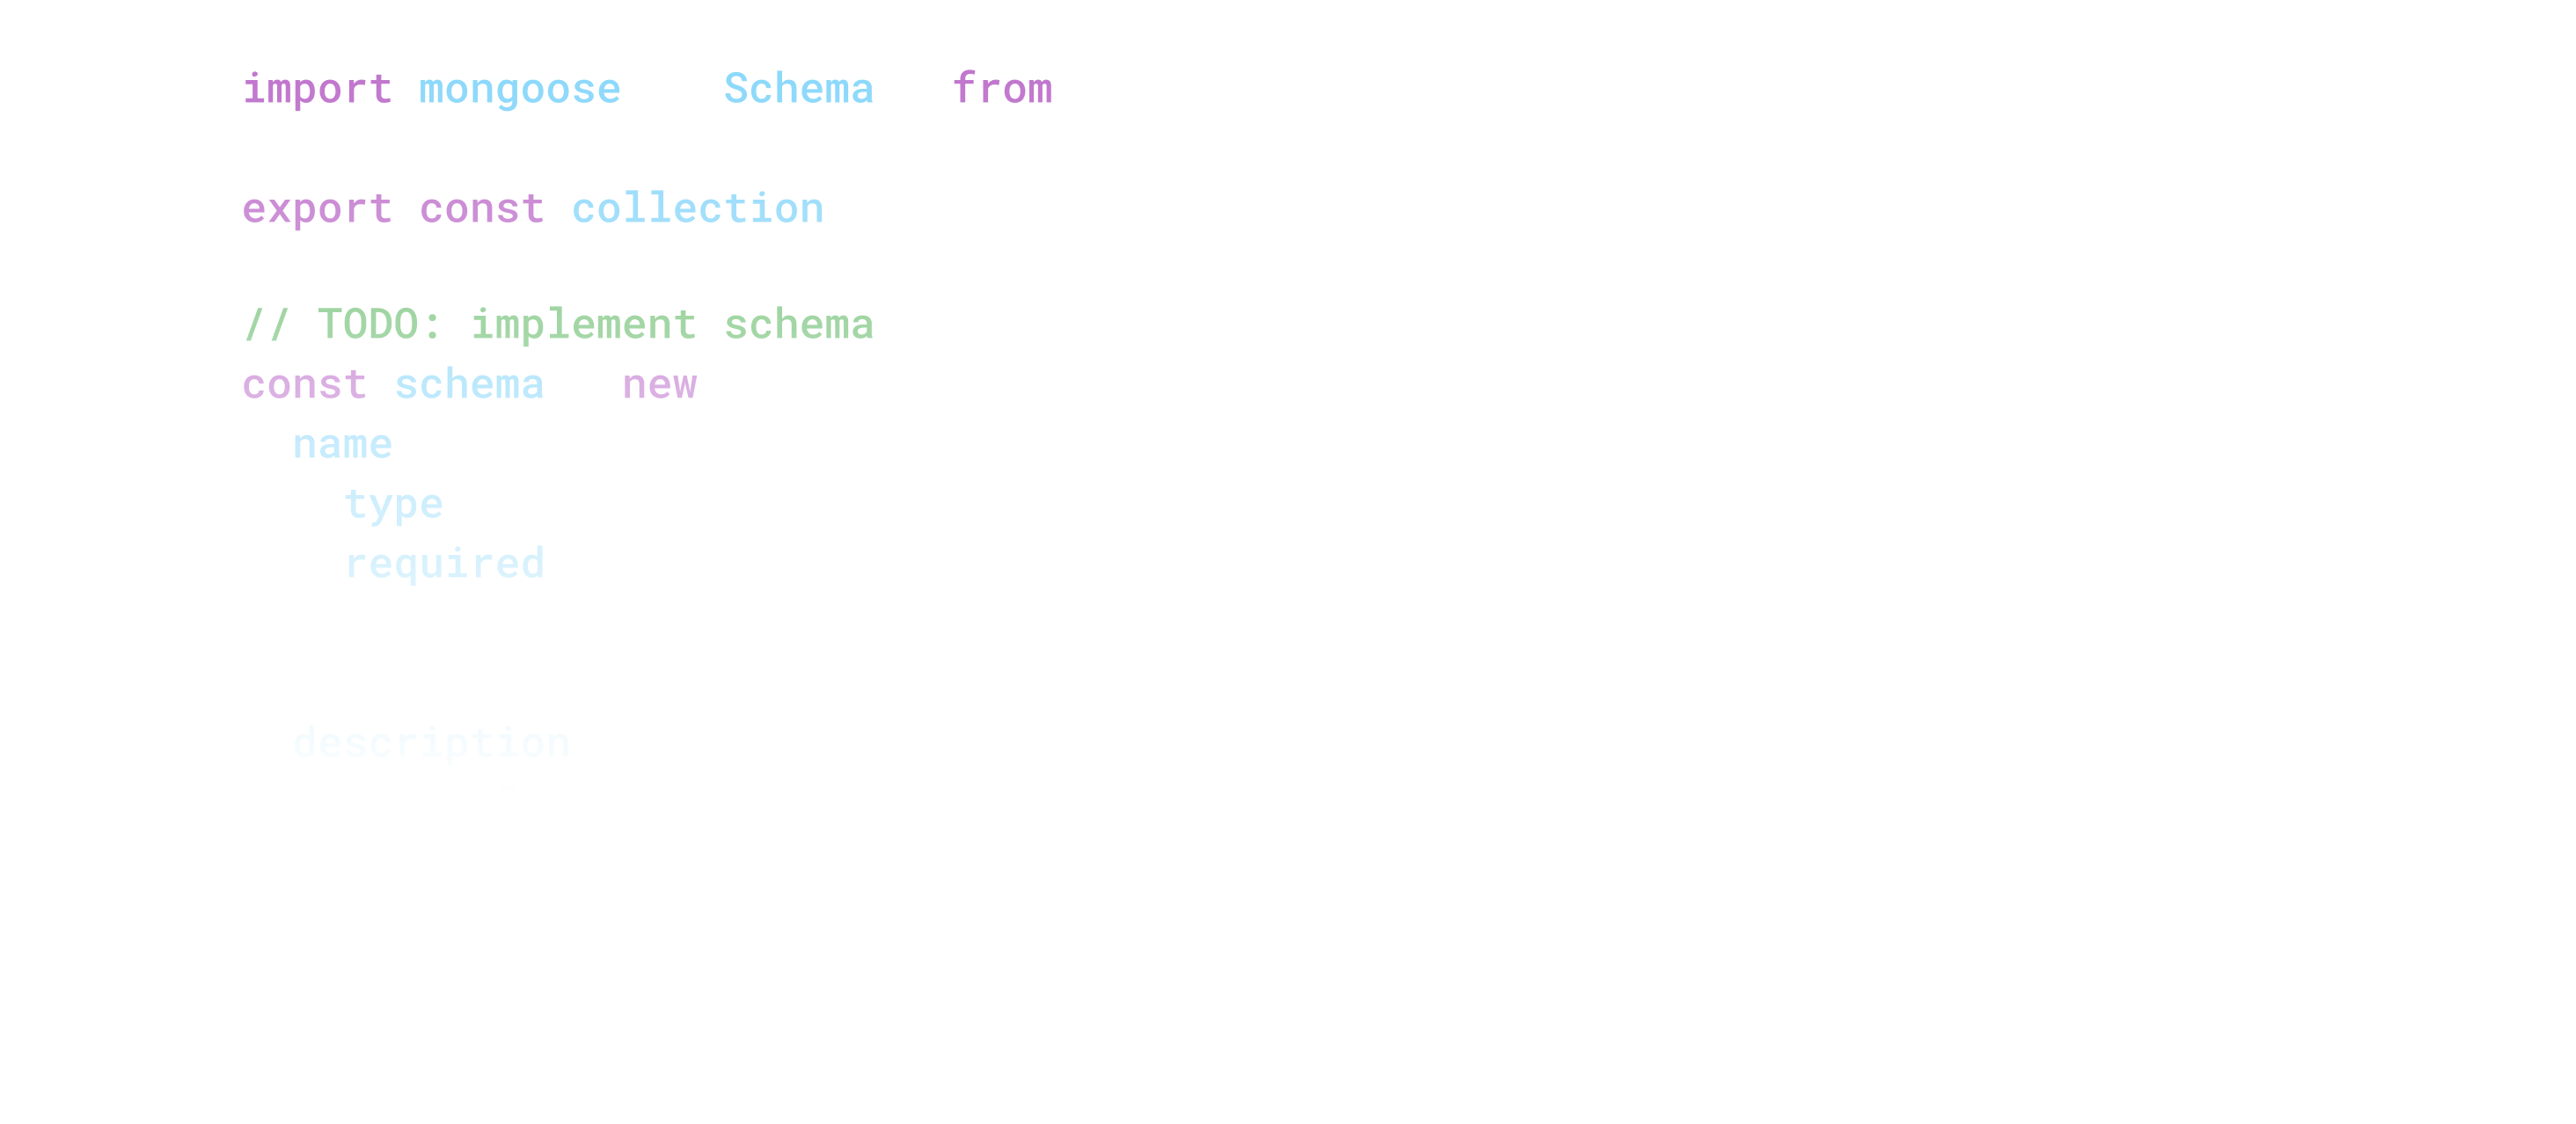 import mongoose Schema from
export const collection
// TODO: implement schema
const schema new
name
type
required
description